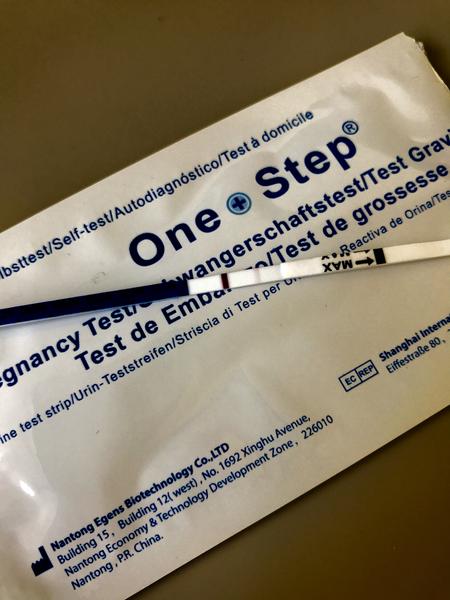 lbsttest/Self-test/Autodiagnóstico/Test à domicile
One Step®
egnancy Test/ wangerschaftstest/Test Grav
Test de Emba /Test de grossesse
ine test strip/Urin-Teststreifen/Striscia di Test per Ur Reactiva de Orina/Tes
MAX
EC REP
Shanghai Interna
Eiffestraße 80,
Nantong Egens Biotechnology Co.,LTD
Building 15, Building 12(west), No. 1692 Xinghu Avenue,
Nantong Economy & Technology Development Zone, 226010
Nantong, P.R. China.